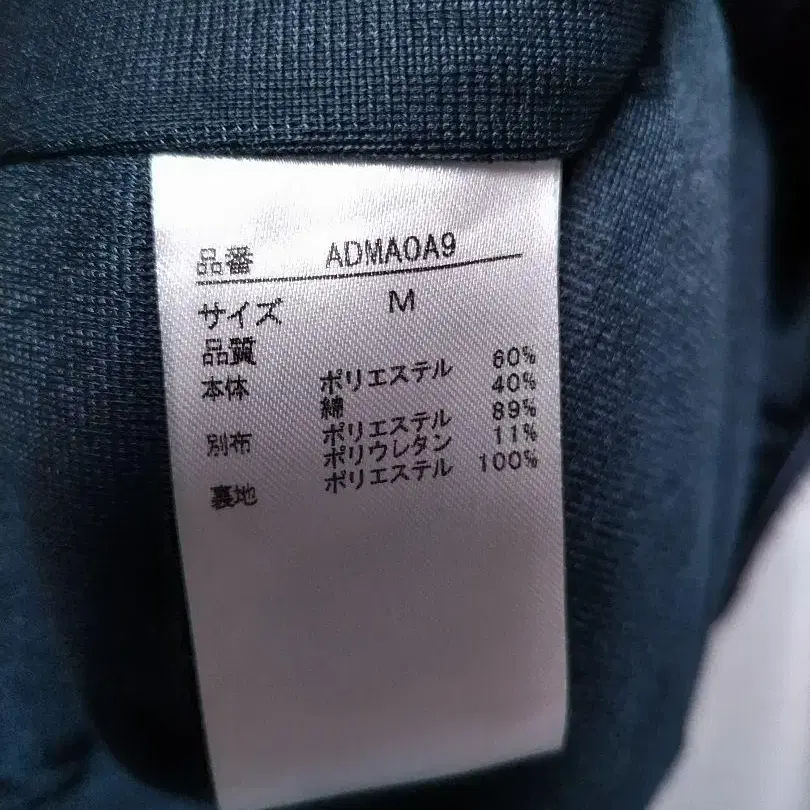 品番 ADMA0A9
サイズ M
品質
本体 ポリエステル 60%
綿 40%
別布 ポリエステル 89%
ポリウレタン 11%
裏地 ポリエステル 100%